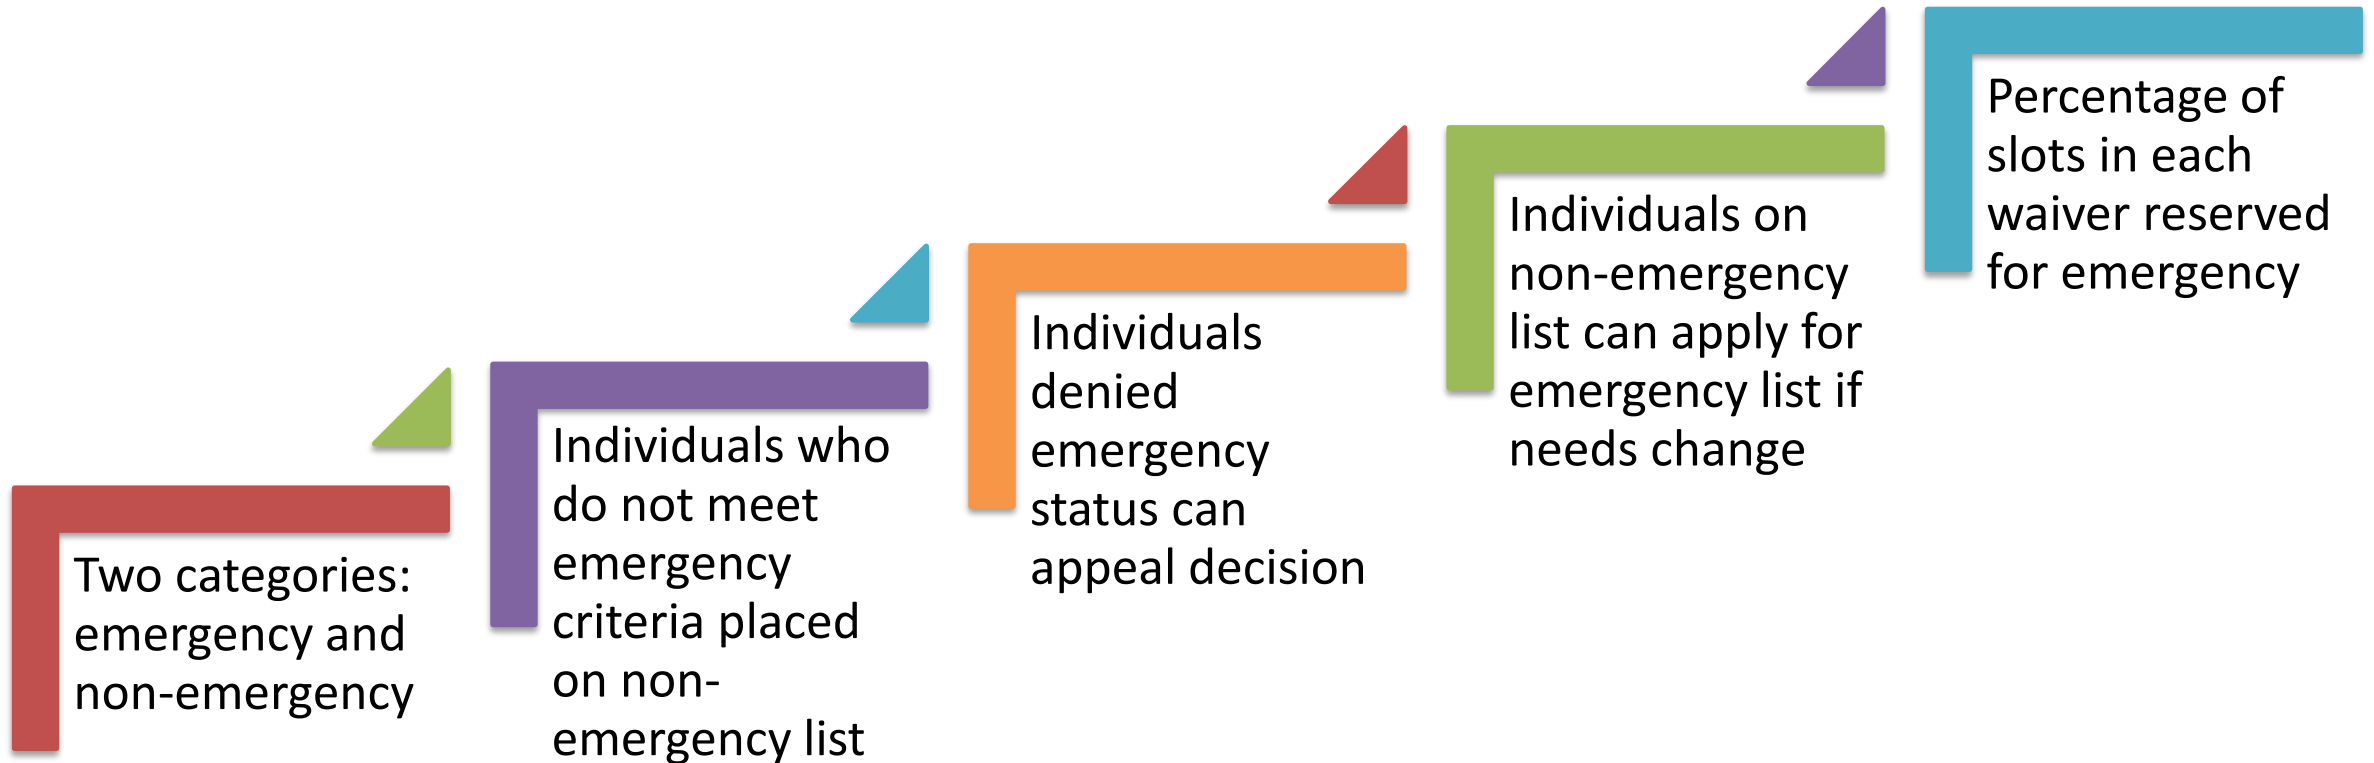 Two categories:
emergency and
non-emergency
Individuals who
do not meet
emergency
criteria placed
on non-
emergency list
Individuals
denied
emergency
status can
appeal decision
Individuals on
non-emergency
list can apply for
emergency list if
needs change
Percentage of
slots in each
waiver reserved
for emergency